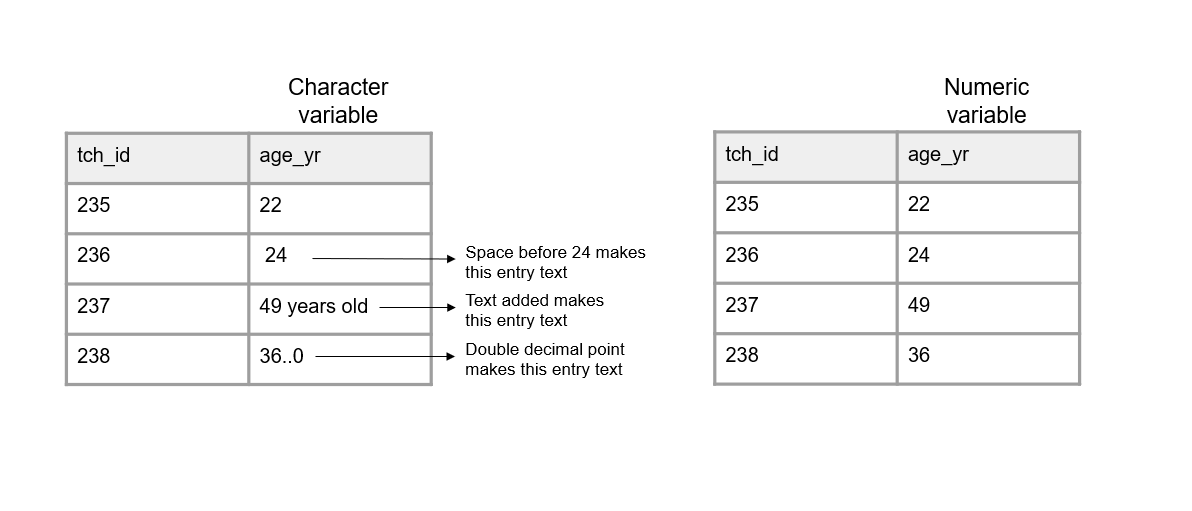 Character
variable
tch_id age_yr
235 22
236 24
Space before 24 makes
this entry text
237 49 years old
Text added makes
this entry text
238 36..0
Double decimal point
makes this entry text
Numeric
variable
tch_id age_yr
235 22
236 24
237 49
238 36